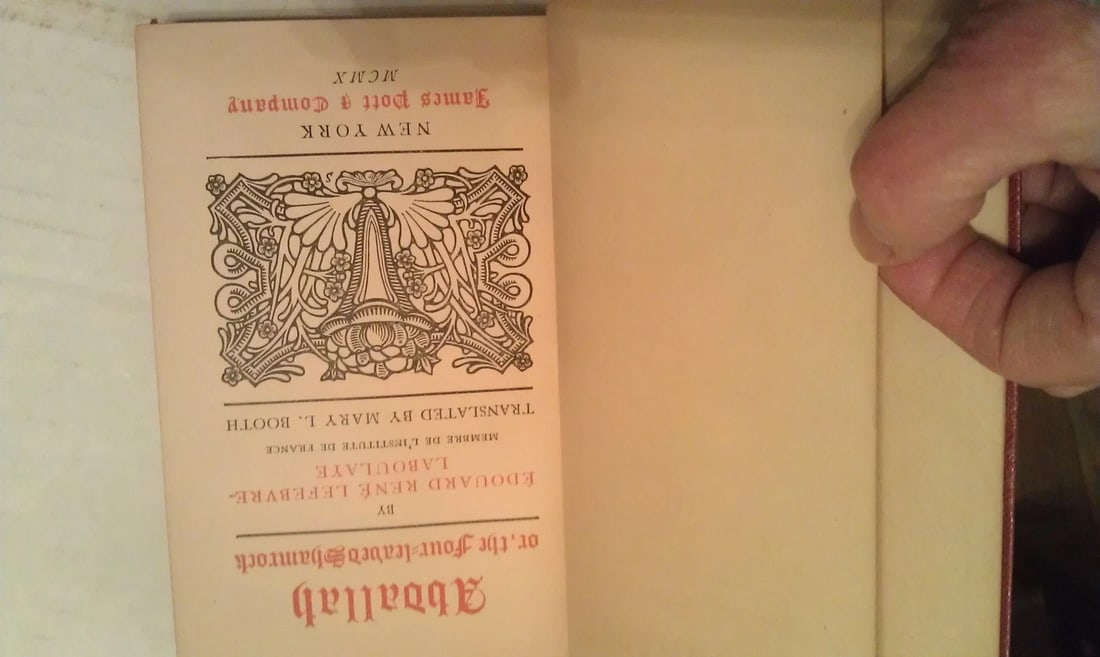 Abdallah
or, the Four-leaved Shamrock
BY
ÉDOUARD RENÉ LEFEBVRE-
LABOULAYE
MEMBRE DE L'INSTITUTE DE FRANCE
TRANSLATED BY MARY L. BOOTH
S
NEW YORK
James Pott & Company
MCMX